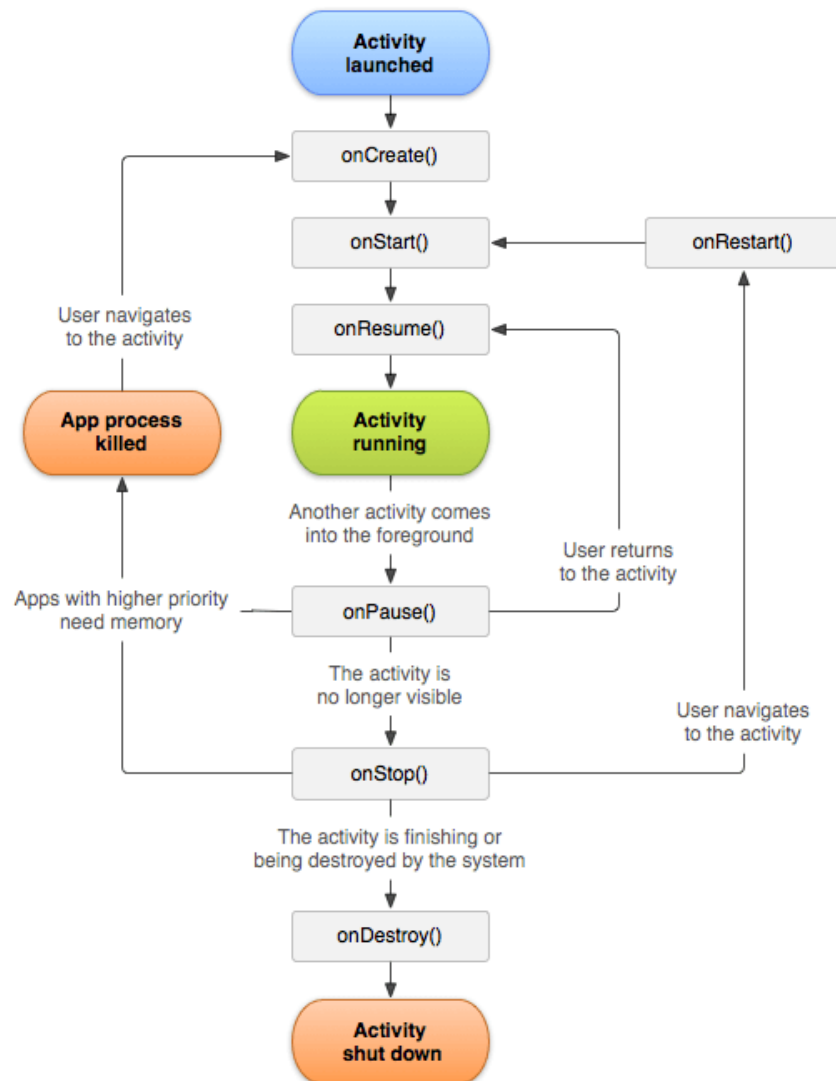 Activity
launched
onCreate()
onStart()
onRestart()
User navigates
to the activity
onResume()
App process
killed
Activity
running
Another activity comes
into the foreground
User returns
to the activity
Apps with higher priority
need memory
onPause()
The activity is
no longer visible
User navigates
to the activity
onStop()
The activity is finishing or
being destroyed by the system
onDestroy()
Activity
shut down